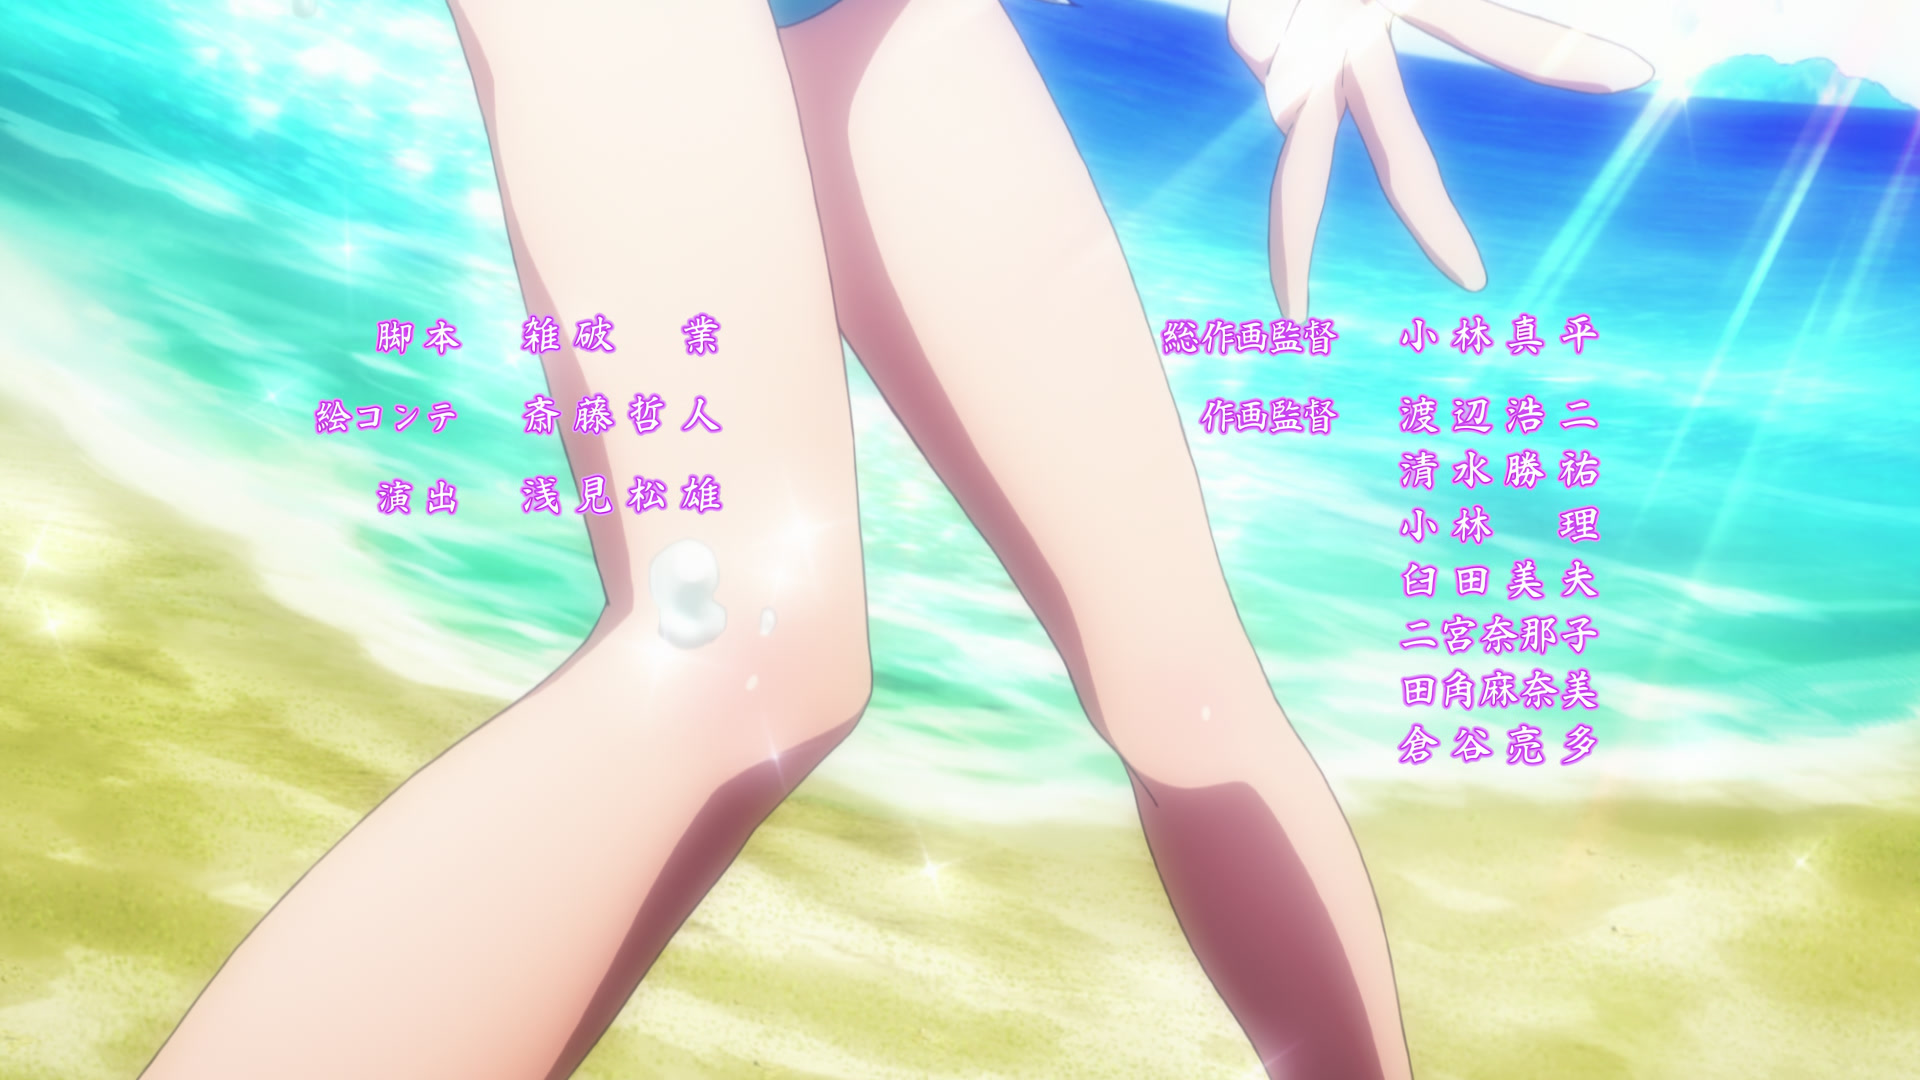 脚本 雑破 業
絵コンテ 斎藤哲人
演出 浅見松雄
総作画監督 小林真平
作画監督 渡辺浩二
清水勝祐
小林 理
臼田美夫
二宮奈那子
田角麻奈美
倉谷亮多